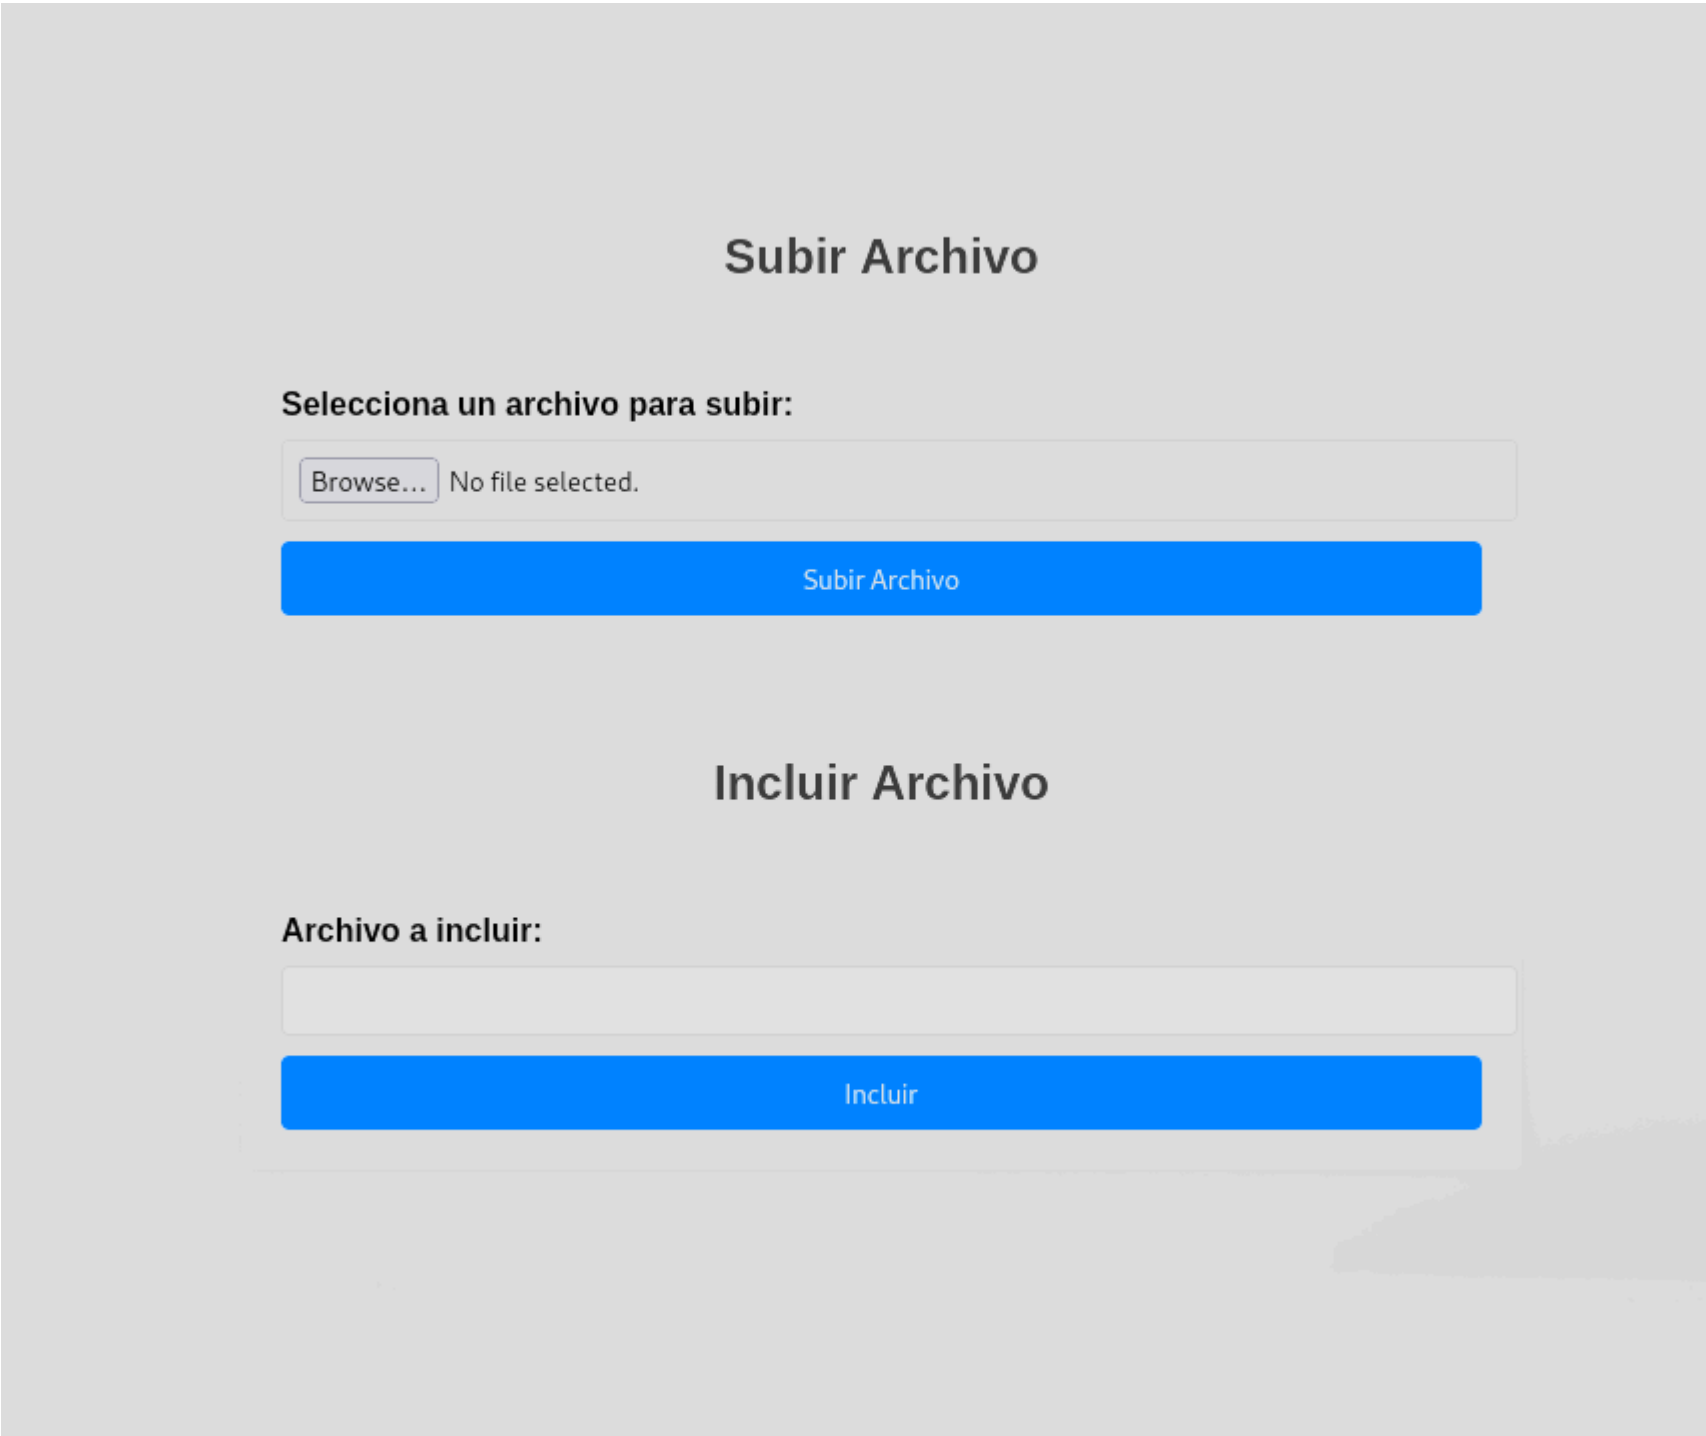 Subir Archivo
Selecciona un archivo para subir:
Browse... No file selected.
Subir Archivo
Incluir Archivo
Archivo a incluir:
Incluir